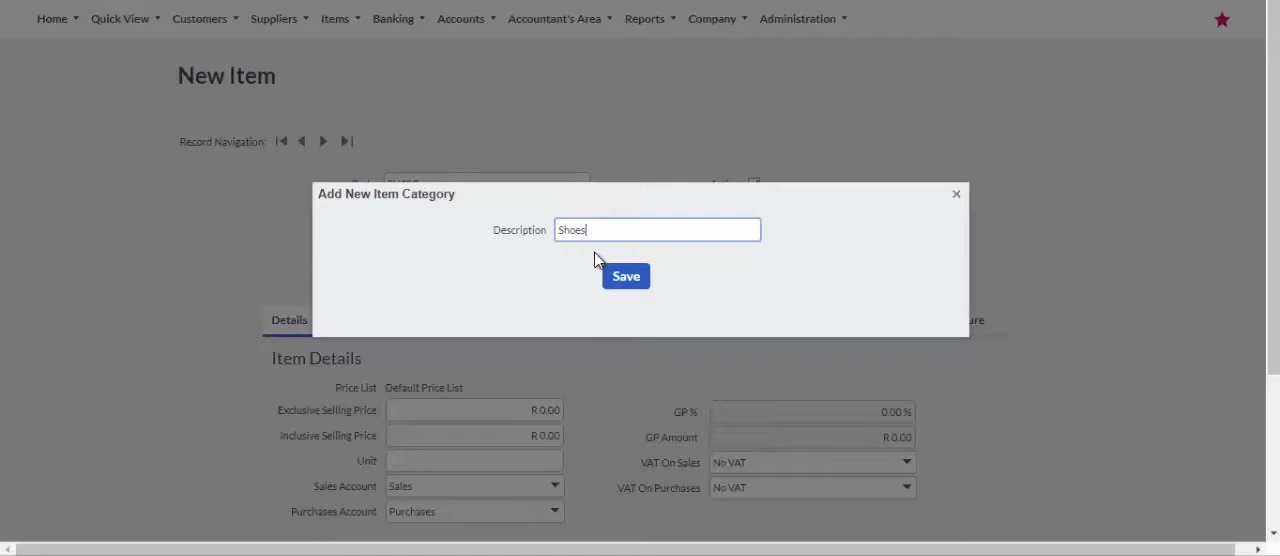 Home Quick View Customers Suppliers Items Banking Accounts Accountant's Area Reports Company Administration
New Item
Record Navigation:
Add New Item Category
Description Shoes
Save
Details
Item Details
Price List Default Price List
Exclusive Selling Price R 0.00 GP % 0.00 %
Inclusive Selling Price R 0.00 GP Amount R 0.00
Unit VAT On Sales No VAT
Sales Account Sales VAT On Purchases No VAT
Purchases Account Purchases